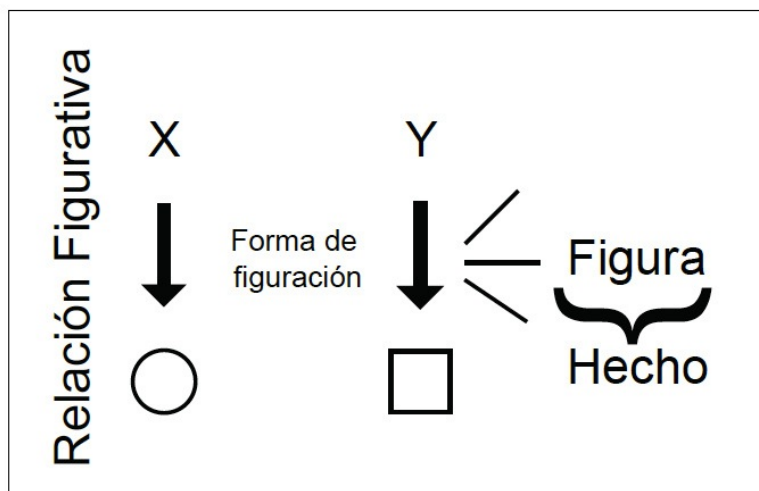 Relación Figurativa
X
Y
Forma de
figuración
Figura
Hecho